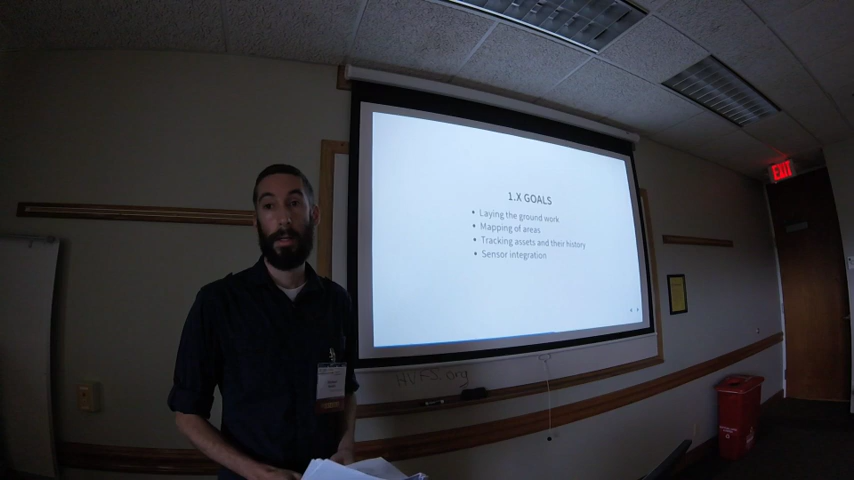 1.X GOALS
• Laying the ground work
• Mapping of areas
• Tracking assets and their history
• Sensor integration
EXIT